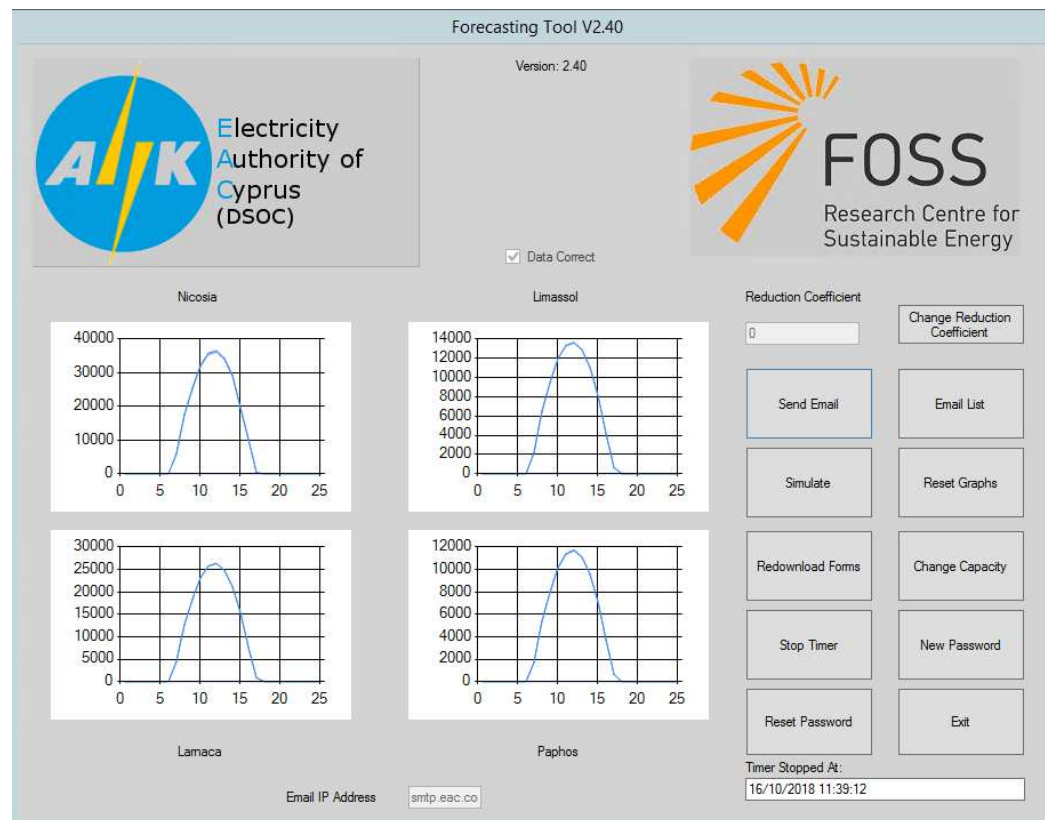 Forecasting Tool V2.40
Version: 2.40
AHK
Electricity
Authority of
Cyprus
(DSOC)
FOSS
Research Centre for
Sustainable Energy
Data Correct
Nicosia
Limassol
Reduction Coefficient
0
Change Reduction
Coefficient
40000
30000
20000
10000
0
0 5 10 15 20 25
14000
12000
10000
8000
6000
4000
2000
0
0 5 10 15 20 25
Send Email
Email List
Simulate
Reset Graphs
30000
25000
20000
15000
10000
5000
0
0 5 10 15 20 25
12000
10000
8000
6000
4000
2000
0
0 5 10 15 20 25
Redownload Forms
Change Capacity
Stop Timer
New Password
Reset Password
Exit
Larnaca
Paphos
Timer Stopped At:
16/10/2018 11:39:12
Email IP Address
smtp.eac.co